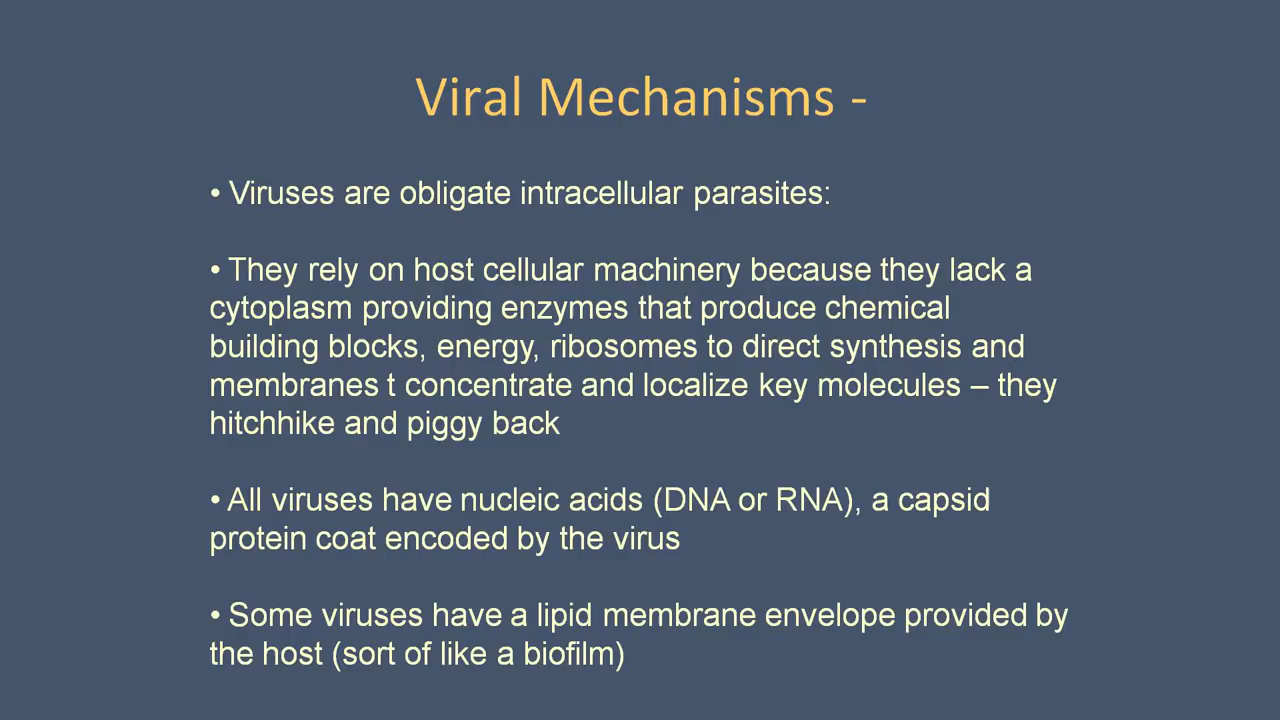 Viral Mechanisms -
• Viruses are obligate intracellular parasites:
• They rely on host cellular machinery because they lack a
cytoplasm providing enzymes that produce chemical
building blocks, energy, ribosomes to direct synthesis and
membranes t concentrate and localize key molecules – they
hitchhike and piggy back
• All viruses have nucleic acids (DNA or RNA), a capsid
protein coat encoded by the virus
• Some viruses have a lipid membrane envelope provided by
the host (sort of like a biofilm)